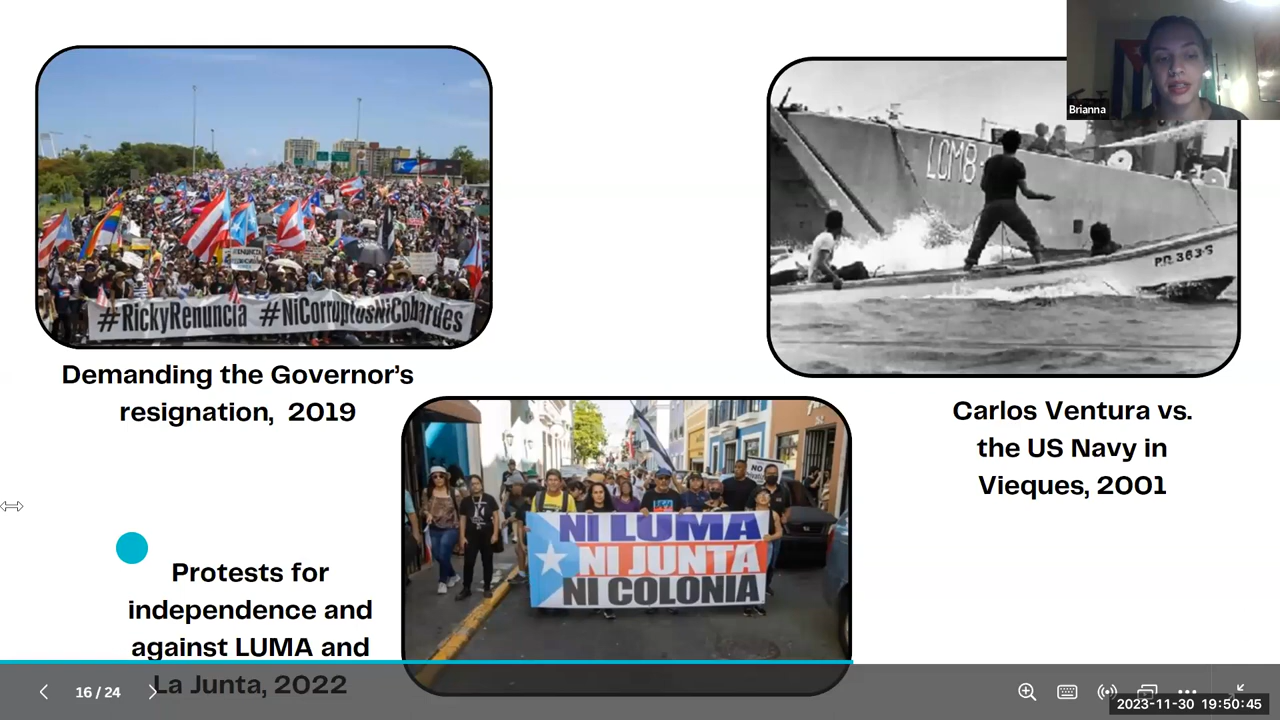 #RickyRenuncia #NiCorruptosNiCobardes
Demanding the Governor's
resignation, 2019
Brianna
LCM8-
PR 363-S
Carlos Ventura vs.
the US Navy in
Vieques, 2001
NO
NI LUMA
NI JUNTA
NI COLONIA
Protests for
independence and
against LUMA and
La Junta, 2022
16 / 24
2023-11-30 19:50:45